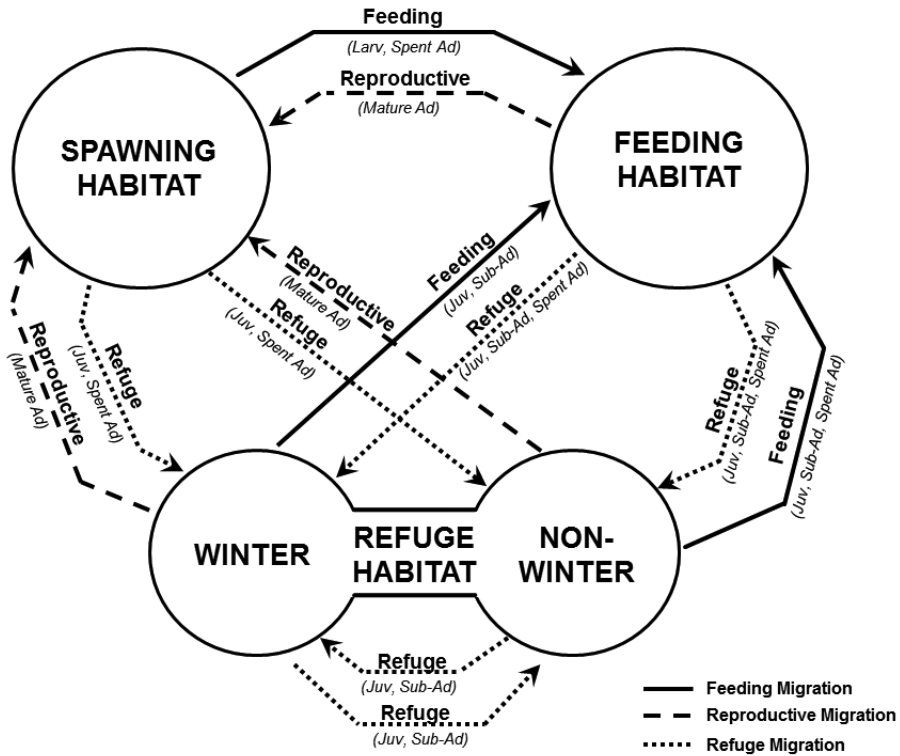 Feeding
(Larv, Spent Ad)
Reproductive
(Mature Ad)
SPAWNING
HABITAT
FEEDING
HABITAT
Reproductive
(Mature Ad)
Feeding
(Juv, Sub-Ad)
Refuge
(Juv, Spent Ad)
Refuge
(Juv, Sub-Ad, Spent Ad)
Reproductive
(Mature Ad)
Refuge
(Juv, Spent Ad)
Refuge
(Juv, Sub-Ad, Spent Ad)
Feeding
(Juv, Sub-Ad, Spent Ad)
WINTER
REFUGE
HABITAT
NON-
WINTER
Refuge
(Juv, Sub-Ad)
Refuge
(Juv, Sub-Ad)
Feeding Migration
Reproductive Migration
Refuge Migration